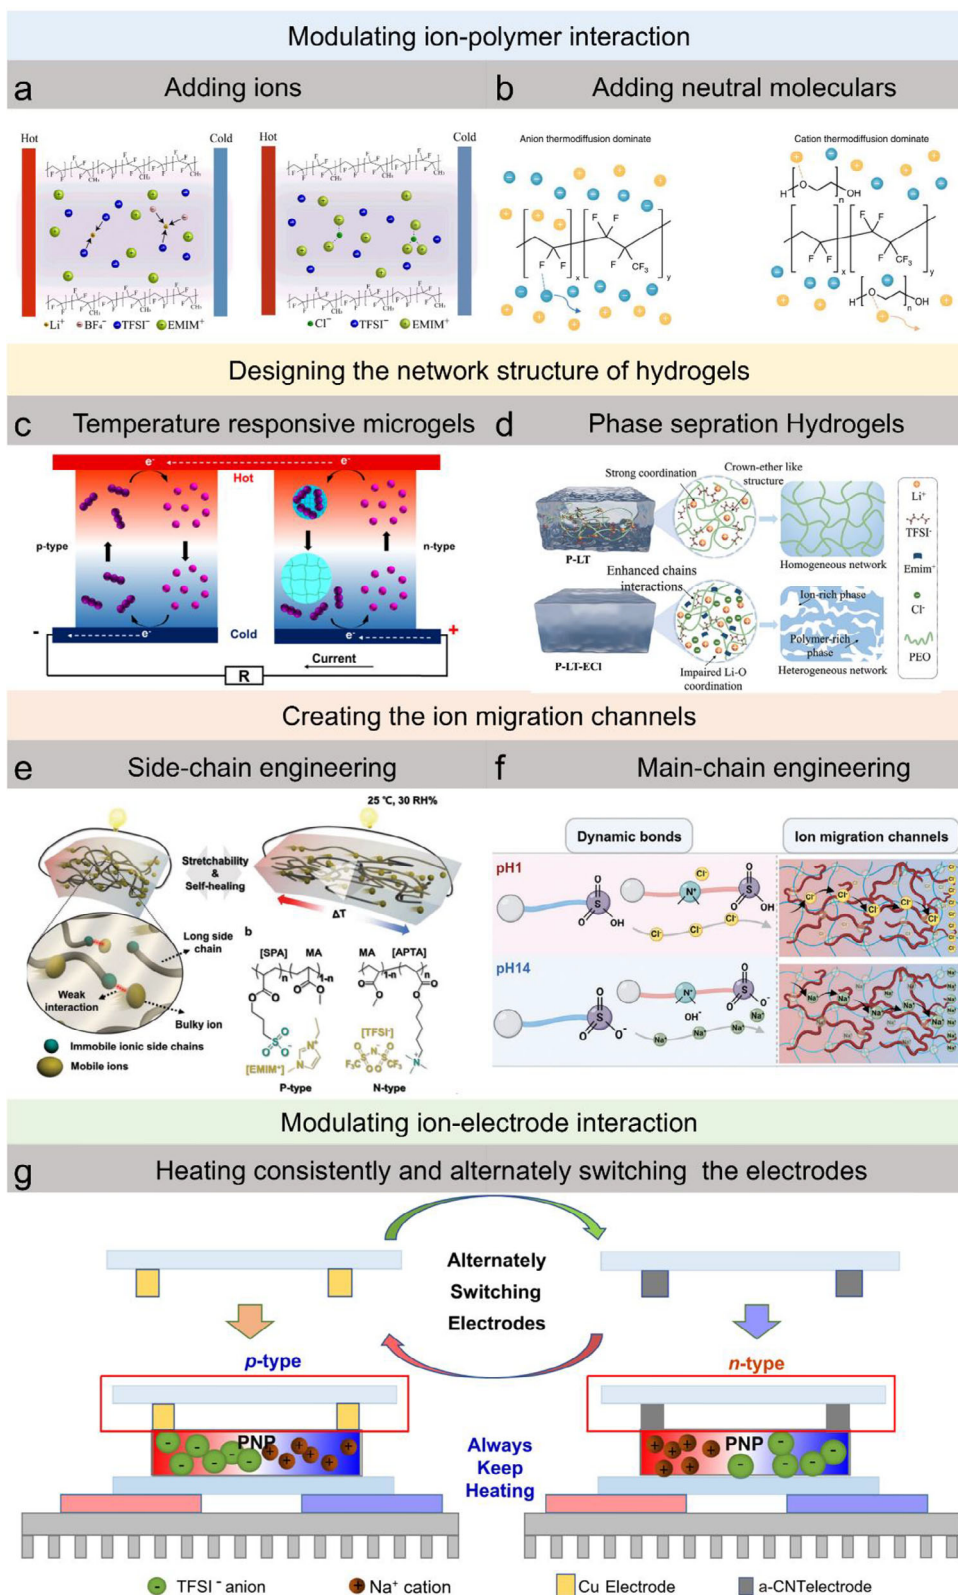 Modulating ion-polymer interaction
a Adding ions
b Adding neutral moleculars
Hot
Cold
Hot
Cold
Li⁺ BF₄⁻ TFSI⁻ EMIM⁺
Cl⁻ TFSI⁻ EMIM⁺
Anion thermodiffusion dominate
Cation thermodiffusion dominate
Designing the network structure of hydrogels
c Temperature responsive microgels
d Phase sepration Hydrogels
e⁻ e⁻
Hot
p-type
n-type
- e⁻ e⁻ Cold e⁻ +
Current
R
Strong coordination
Crown-ether like
structure
P-LT
Homogeneous network
Enhanced chains
interactions
Ion-rich phase
Polymer-rich
phase
P-LT-ECl
Impaired Li-O
coordination
Heterogeneous network
Li⁺
TFSI⁻
Emim⁺
Cl⁻
PEO
Creating the ion migration channels
e Side-chain engineering
f Main-chain engineering
25 ℃, 30 RH%
Stretchability
&
Self-healing
ΔT
Long side
chain
Weak
interaction
Bulky ion
Immobile ionic side chains
Mobile ions
b
[SPA] MA MA [APTA]
[EMIM⁺]
[TFSI⁻]
P-type
N-type
Dynamic bonds
Ion migration channels
pH1
pH14
Modulating ion-electrode interaction
g Heating consistently and alternately switching the electrodes
Alternately
Switching
Electrodes
p-type
n-type
PNP
PNP
Always
Keep
Heating
TFSI⁻ anion
Na⁺ cation
Cu Electrode
a-CNTelectrode